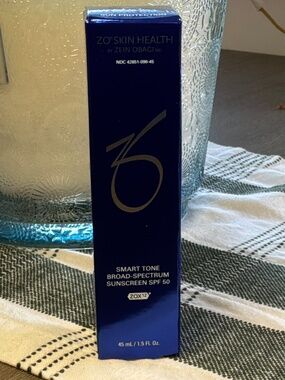 SUN PROTECTION
ZO® SKIN HEALTH
BY ZEIN OBAGI MD
NDC 42851-096-45
SMART TONE
BROAD-SPECTRUM
SUNSCREEN SPF 50
ZOX12®
45 mL / 1.5 Fl. Oz.